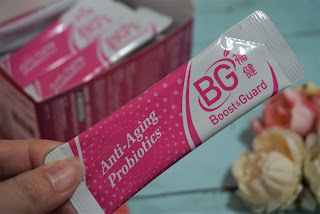 Anti-Aging
Probiotics
BG 補健
Boost&Guard